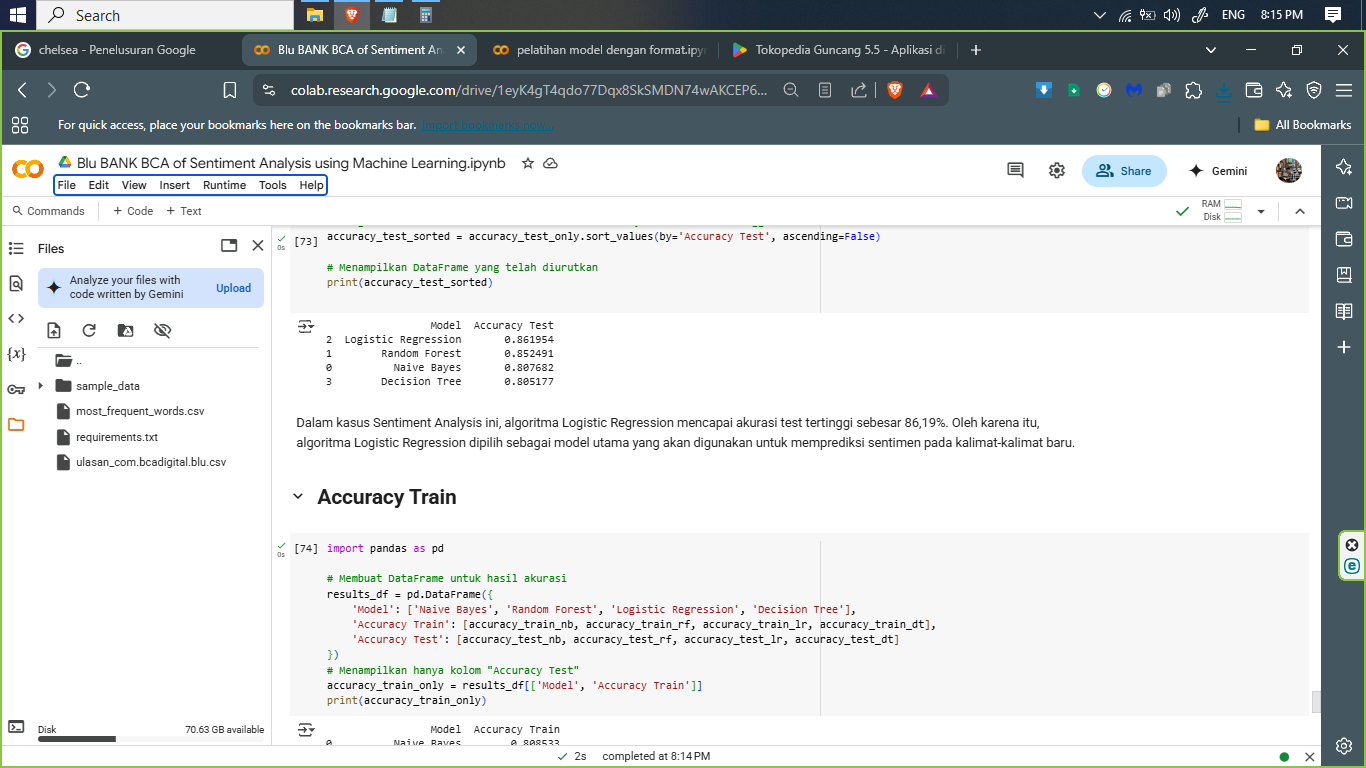 Search
ENG 8:15 PM
chelsea - Penelusuran Google
Blu BANK BCA of Sentiment An
pelatihan model dengan format.ipy
Tokopedia Guncang 5.5 - Aplikasi di
colab.research.google.com/drive/1eyK4gT4qdo77Dqx8SkSMDN74wAKCEP6...
For quick access, place your bookmarks here on the bookmarks bar. Import bookmarks now...
All Bookmarks
Blu BANK BCA of Sentiment Analysis using Machine Learning.ipynb
File Edit View Insert Runtime Tools Help
Share
Gemini
Commands + Code + Text
RAM
Disk
Files
Analyze your files with
code written by Gemini
Upload
..
sample_data
most_frequent_words.csv
requirements.txt
ulasan_com.bcadigital.blu.csv
Disk 70.63 GB available
{x}
0s
[73] accuracy_test_sorted = accuracy_test_only.sort_values(by='Accuracy Test', ascending=False)
# Menampilkan DataFrame yang telah diurutkan
print(accuracy_test_sorted)
Model Accuracy Test
2 Logistic Regression 0.861954
1 Random Forest 0.852491
0 Naive Bayes 0.807682
3 Decision Tree 0.805177
Dalam kasus Sentiment Analysis ini, algoritma Logistic Regression mencapai akurasi test tertinggi sebesar 86,19%. Oleh karena itu,
algoritma Logistic Regression dipilih sebagai model utama yang akan digunakan untuk memprediksi sentimen pada kalimat-kalimat baru.
Accuracy Train
0s
[74] import pandas as pd
# Membuat DataFrame untuk hasil akurasi
results_df = pd.DataFrame({
'Model': ['Naive Bayes', 'Random Forest', 'Logistic Regression', 'Decision Tree'],
'Accuracy Train': [accuracy_train_nb, accuracy_train_rf, accuracy_train_lr, accuracy_train_dt],
'Accuracy Test': [accuracy_test_nb, accuracy_test_rf, accuracy_test_lr, accuracy_test_dt]
})
# Menampilkan hanya kolom "Accuracy Test"
accuracy_train_only = results_df[['Model', 'Accuracy Train']]
print(accuracy_train_only)
Model Accuracy Train
0 Naive Bayes 0.808533
2s completed at 8:14 PM